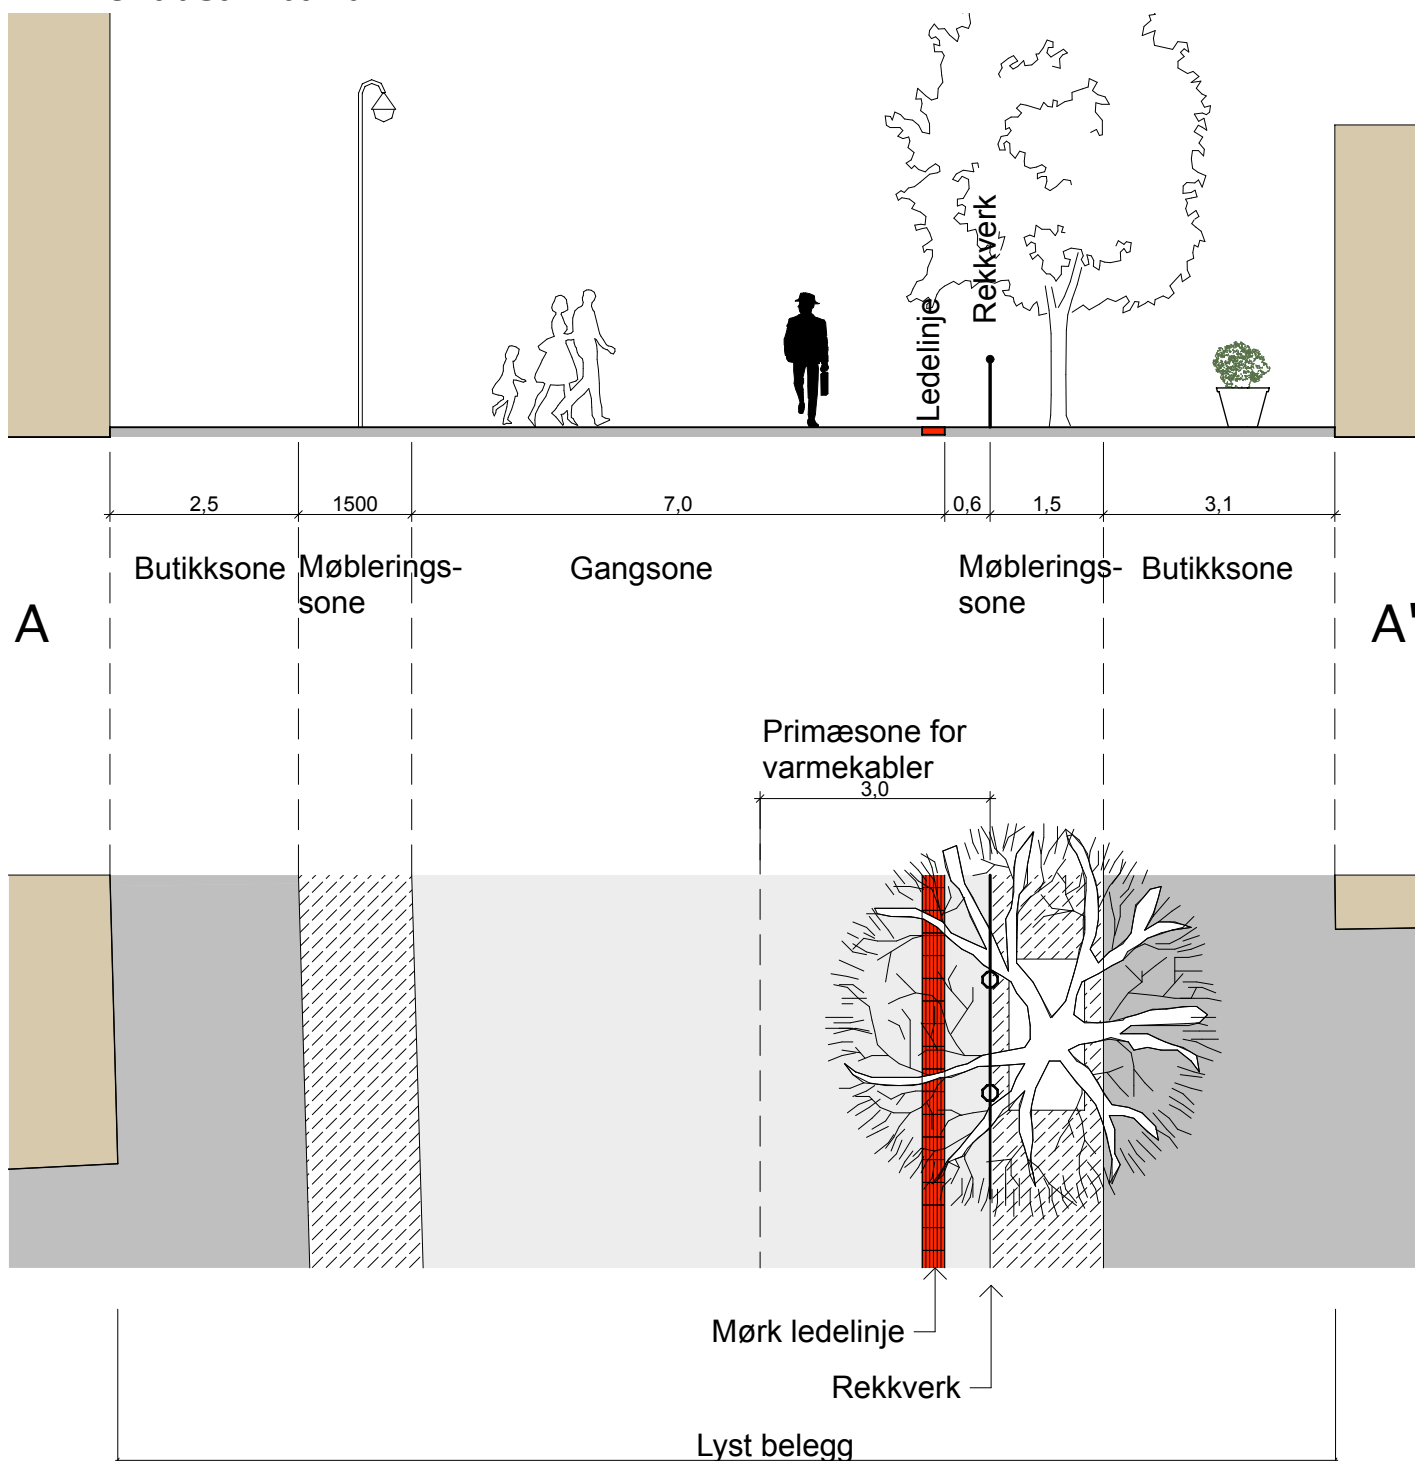 Rekkverk
Ledelinje
2,5
1500
7,0
0,6
1,5
3,1
Butikksone
Møblerings-
sone
Gangsone
Møblerings-
sone
Butikksone
A
A'
Primæsone for
varmekabler
3,0
Mørk ledelinje
Rekkverk
Lyst belegg